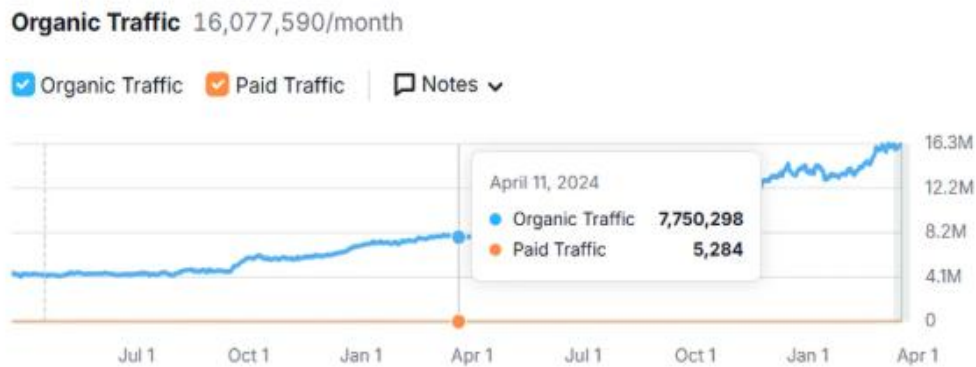 Organic Traffic 16,077,590/month
Organic Traffic Paid Traffic Notes
16.3M
April 11, 2024
12.2M
Organic Traffic 7,750,298
8.2M
Paid Traffic 5,284
4.1M
0
Jul 1 Oct 1 Jan 1 Apr 1 Jul 1 Oct 1 Jan 1 Apr 1